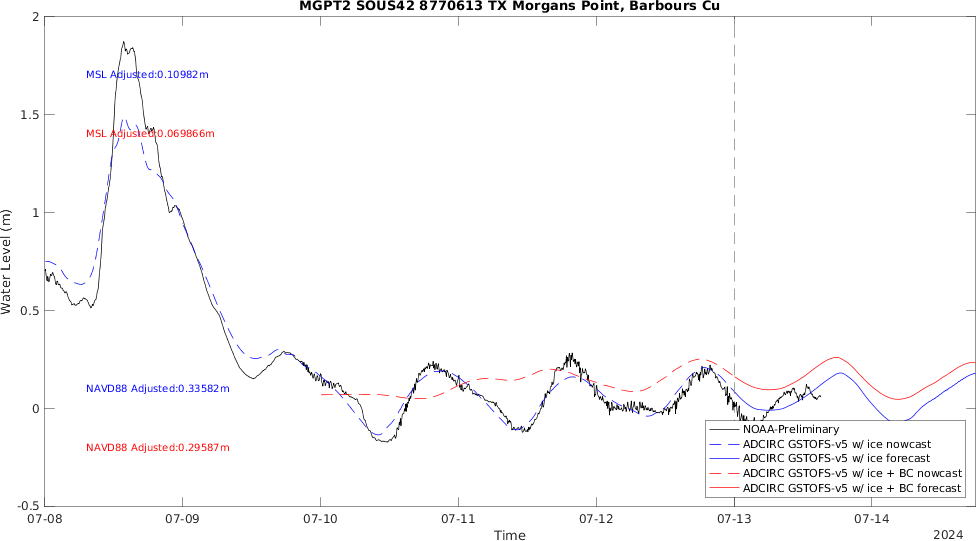 MGPT2 SOUS42 8770613 TX Morgans Point, Barbours Cu
Water Level (m)
2
1.5
1
0.5
0
-0.5
MSL Adjusted:0.10982m
MSL Adjusted:0.069866m
NAVD88 Adjusted:0.33582m
NAVD88 Adjusted:0.29587m
NOAA-Preliminary
ADCIRC GSTOFS-v5 w/ ice nowcast
ADCIRC GSTOFS-v5 w/ ice forecast
ADCIRC GSTOFS-v5 w/ ice + BC nowcast
ADCIRC GSTOFS-v5 w/ ice + BC forecast
07-08 07-09 07-10 07-11 07-12 07-13 07-14
Time
2024